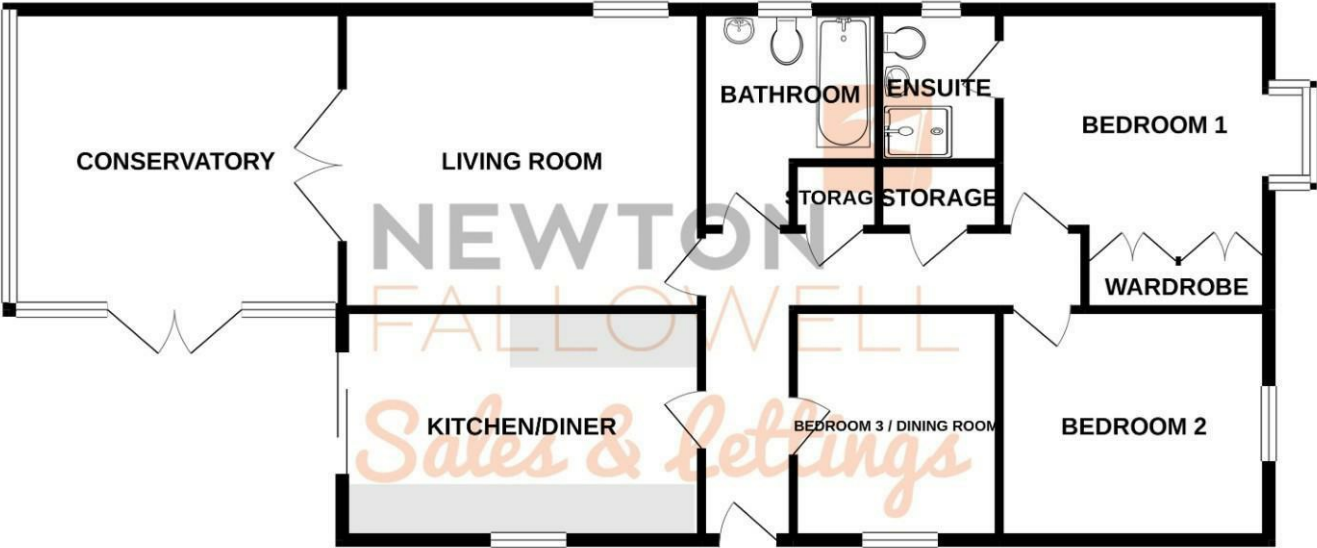 BATHROOM
ENSUITE
BEDROOM 1
CONSERVATORY
LIVING ROOM
STORAG
STORAGE
NEWTON
FALLOWELL
WARDROBE
KITCHEN/DINER
BEDROOM 3 / DINING ROOM
BEDROOM 2
Sales & Lettings